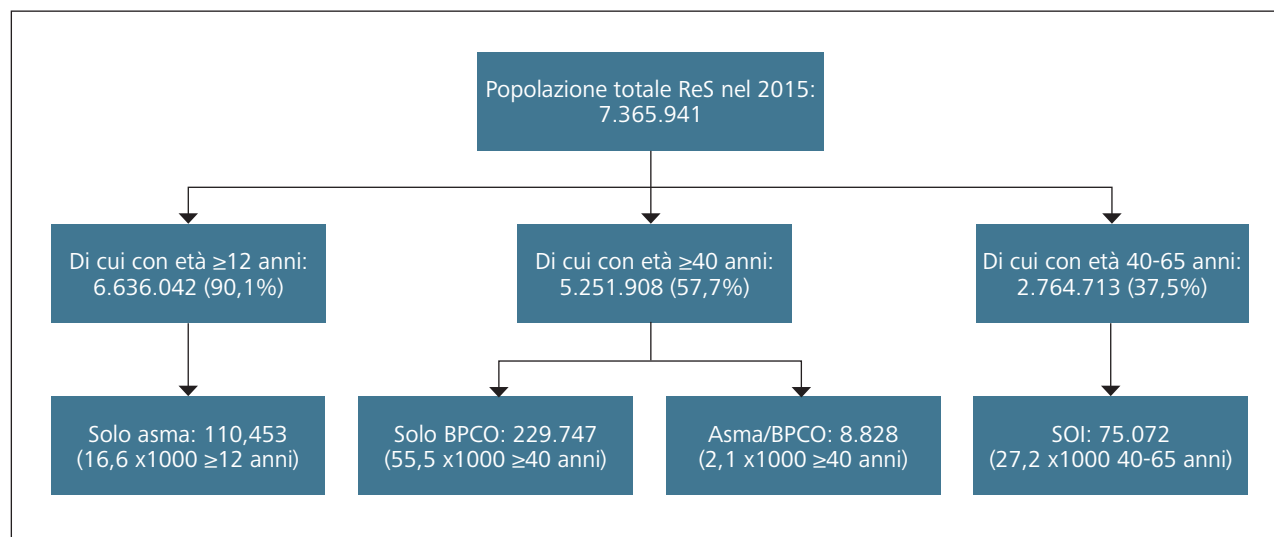 Popolazione totale ReS nel 2015:
7.365.941
Di cui con età ≥12 anni:
6.636.042 (90,1%)
Di cui con età ≥40 anni:
5.251.908 (57,7%)
Di cui con età 40-65 anni:
2.764.713 (37,5%)
Solo asma: 110,453
(16,6 x1000 ≥12 anni)
Solo BPCO: 229.747
(55,5 x1000 ≥40 anni)
Asma/BPCO: 8.828
(2,1 x1000 ≥40 anni)
SOI: 75.072
(27,2 x1000 40-65 anni)